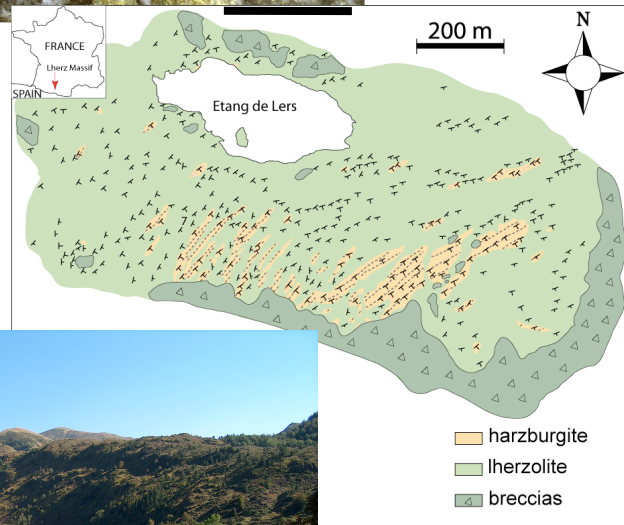 FRANCE
Lherz Massif
SPAIN
200 m
N
Etang de Lers
harzburgite
lherzolite
breccias